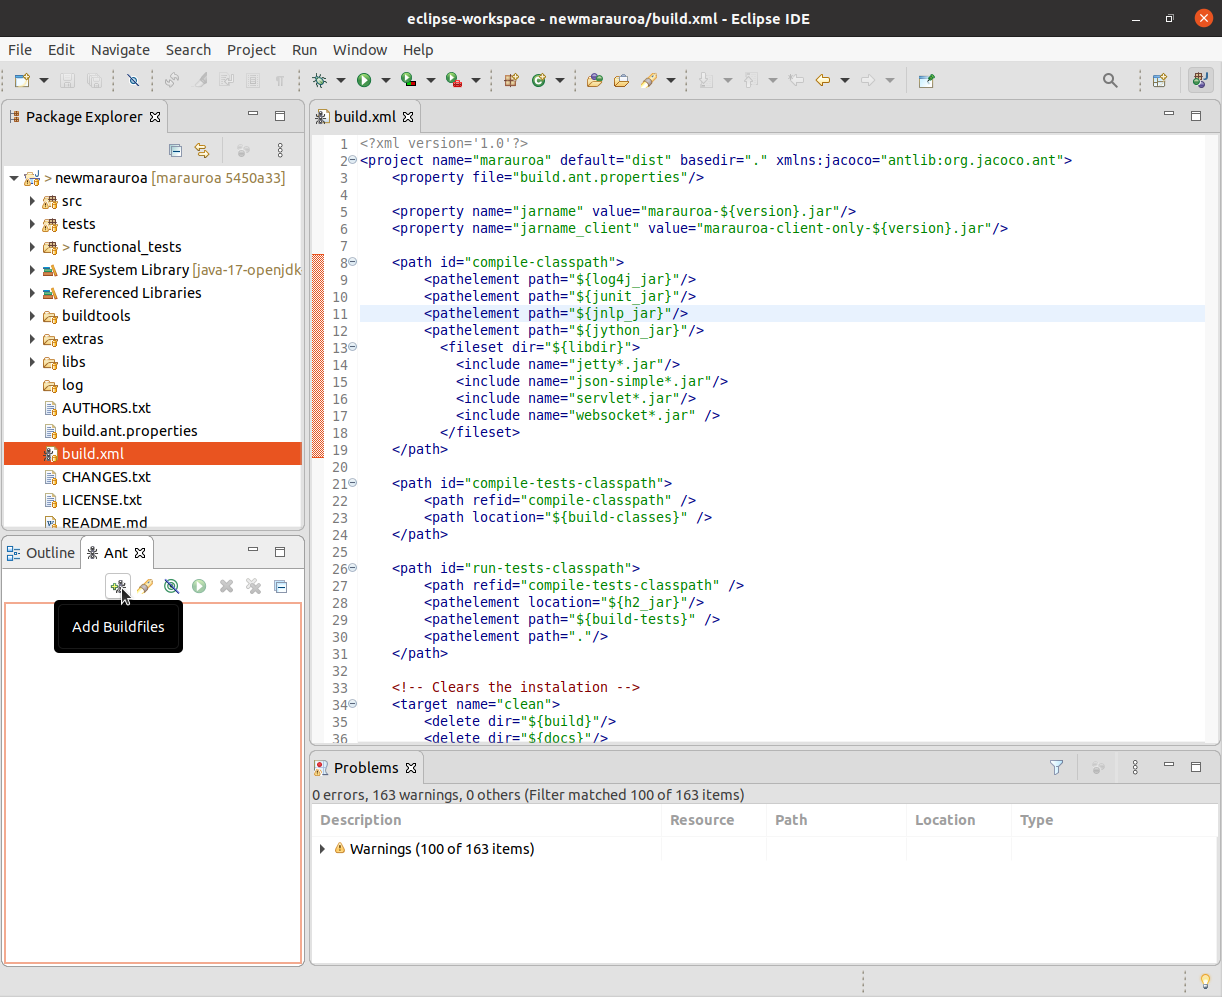 eclipse-workspace - newmarauroa/build.xml - Eclipse IDE
File Edit Navigate Search Project Run Window Help
Package Explorer
> newmarauroa [marauroa 5450a33]
src
tests
> functional_tests
JRE System Library [java-17-openjdk
Referenced Libraries
buildtools
extras
libs
log
AUTHORS.txt
build.ant.properties
build.xml
CHANGES.txt
LICENSE.txt
README.md
Outline Ant
Add Buildfiles
build.xml
1 <?xml version='1.0'?>
2 <project name="marauroa" default="dist" basedir="." xmlns:jacoco="antlib:org.jacoco.ant">
3 <property file="build.ant.properties"/>
4
5 <property name="jarname" value="marauroa-${version}.jar"/>
6 <property name="jarname_client" value="marauroa-client-only-${version}.jar"/>
7
8 <path id="compile-classpath">
9 <pathelement path="${log4j_jar}"/>
10 <pathelement path="${junit_jar}"/>
11 <pathelement path="${jnlp_jar}"/>
12 <pathelement path="${jython_jar}"/>
13 <fileset dir="${libdir}">
14 <include name="jetty*.jar"/>
15 <include name="json-simple*.jar"/>
16 <include name="servlet*.jar"/>
17 <include name="websocket*.jar" />
18 </fileset>
19 </path>
20
21 <path id="compile-tests-classpath">
22 <path refid="compile-classpath" />
23 <path location="${build-classes}" />
24 </path>
25
26 <path id="run-tests-classpath">
27 <path refid="compile-tests-classpath" />
28 <pathelement location="${h2_jar}"/>
29 <pathelement path="${build-tests}" />
30 <pathelement path="."/>
31 </path>
32
33 <!-- Clears the instalation -->
34 <target name="clean">
35 <delete dir="${build}"/>
36 <delete dir="${docs}"/>
Problems
0 errors, 163 warnings, 0 others (Filter matched 100 of 163 items)
Description Resource Path Location Type
Warnings (100 of 163 items)